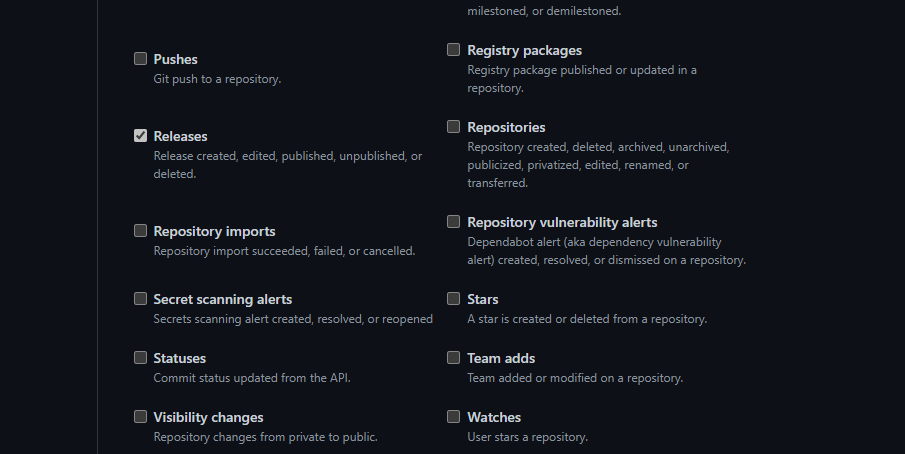 milestoned, or demilestoned.
Pushes
Git push to a repository.
Registry packages
Registry package published or updated in a
repository.
Releases
Release created, edited, published, unpublished, or
deleted.
Repositories
Repository created, deleted, archived, unarchived,
publicized, privatized, edited, renamed, or
transferred.
Repository imports
Repository import succeeded, failed, or cancelled.
Repository vulnerability alerts
Dependabot alert (aka dependency vulnerability
alert) created, resolved, or dismissed on a repository.
Secret scanning alerts
Secrets scanning alert created, resolved, or reopened
Stars
A star is created or deleted from a repository.
Statuses
Commit status updated from the API.
Team adds
Team added or modified on a repository.
Visibility changes
Repository changes from private to public.
Watches
User stars a repository.